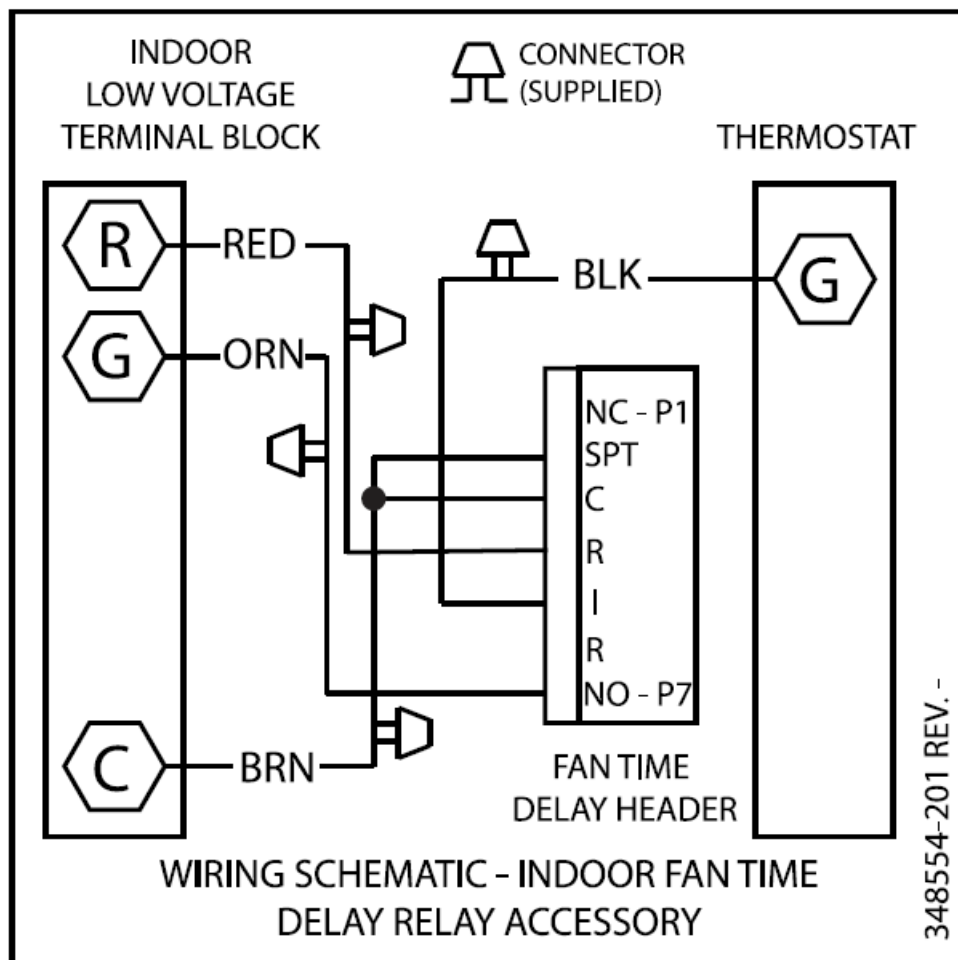 INDOOR
LOW VOLTAGE
TERMINAL BLOCK
CONNECTOR
(SUPPLIED)
THERMOSTAT
R
RED
G
ORN
BLK
G
NC - P1
SPT
C
R
I
R
NO - P7
C
BRN
FAN TIME
DELAY HEADER
WIRING SCHEMATIC - INDOOR FAN TIME
DELAY RELAY ACCESSORY
348554-201 REV. -